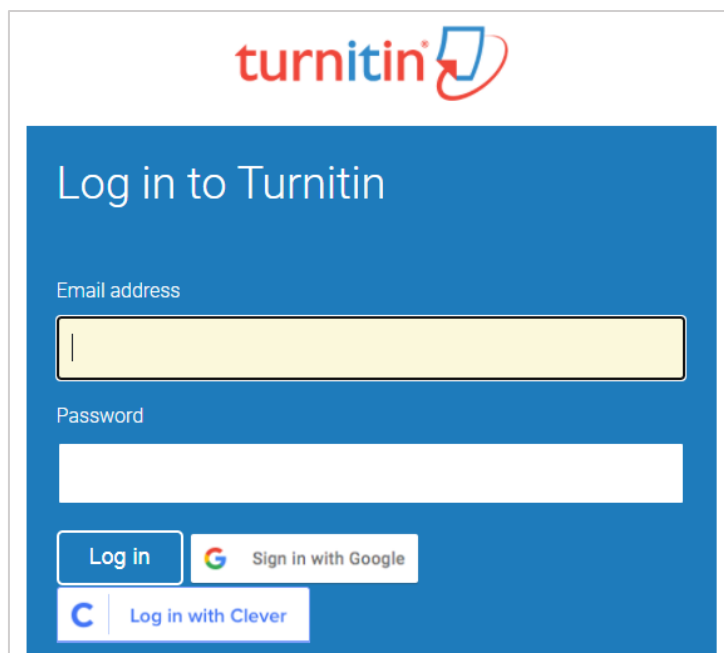 turnitin®
Log in to Turnitin
Email address
Password
Log in
Sign in with Google
Log in with Clever